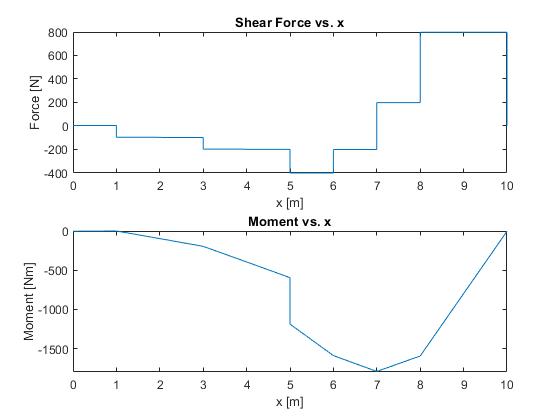 Shear Force vs. x
800
600
400
200
0
-200
-400
Force [N]
0 1 2 3 4 5 6 7 8 9 10
x [m]
Moment vs. x
0
-500
-1000
-1500
Moment [Nm]
0 1 2 3 4 5 6 7 8 9 10
x [m]